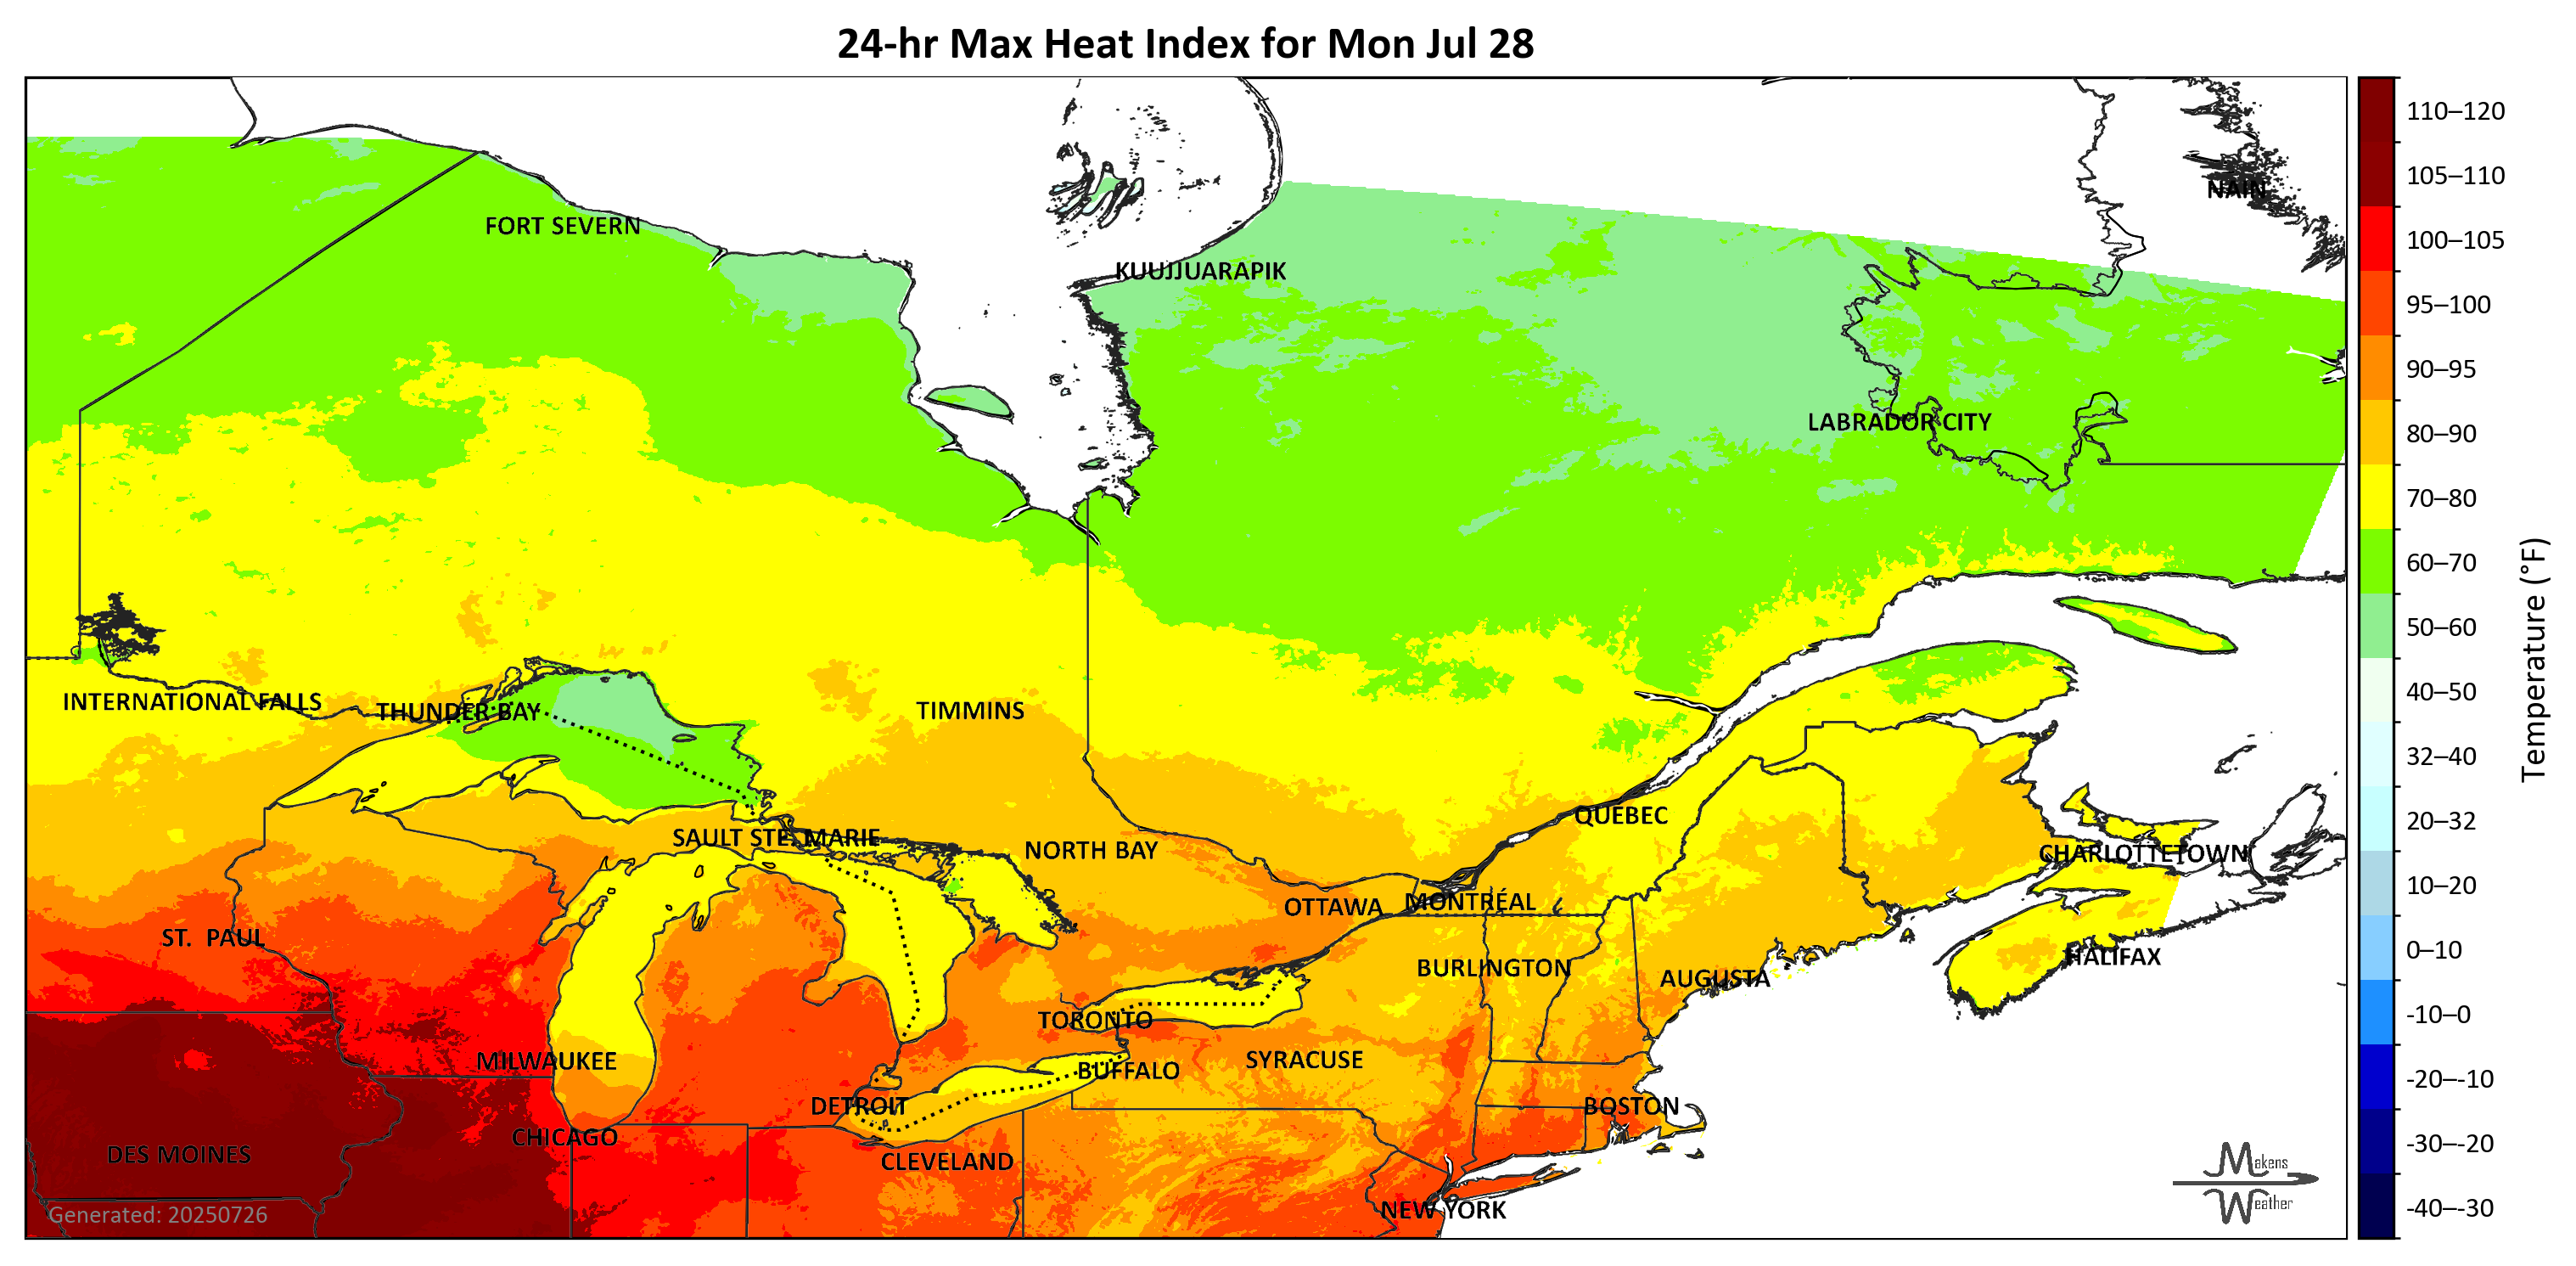 24-hr Max Heat Index for Mon Jul 28
NAIN
FORT SEVERN
KUUJJUARAPIK
LABRADOR CITY
INTERNATIONAL FALLS
THUNDER BAY
TIMMINS
QUEBEC
SAULT STE. MARIE
NORTH BAY
CHARLOTTETOWN
OTTAWA
MONTRÉAL
ST. PAUL
HALIFAX
BURLINGTON
AUGUSTA
TORONTO
MILWAUKEE
BUFFALO
SYRACUSE
DETROIT
BOSTON
CHICAGO
DES MOINES
CLEVELAND
NEW YORK
Generated: 20250726
Makens
Weather
110–120
105–110
100–105
95–100
90–95
80–90
70–80
60–70
50–60
40–50
32–40
20–32
10–20
0–10
-10–0
-20–-10
-30–-20
-40–-30
Temperature (°F)